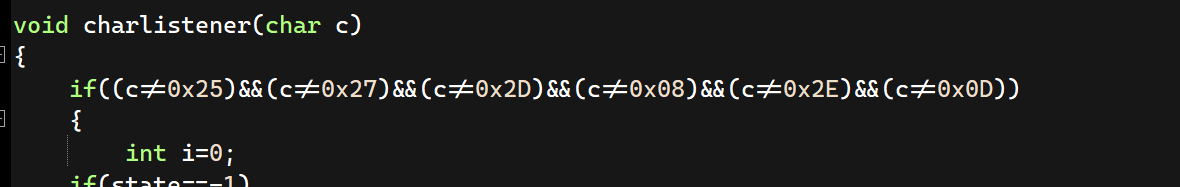 void charlistener(char c)
{
if((c≠0x25)&&(c≠0x27)&&(c≠0x2D)&&(c≠0x08)&&(c≠0x2E)&&(c≠0x0D))
{
int i=0;
if(state==-1)